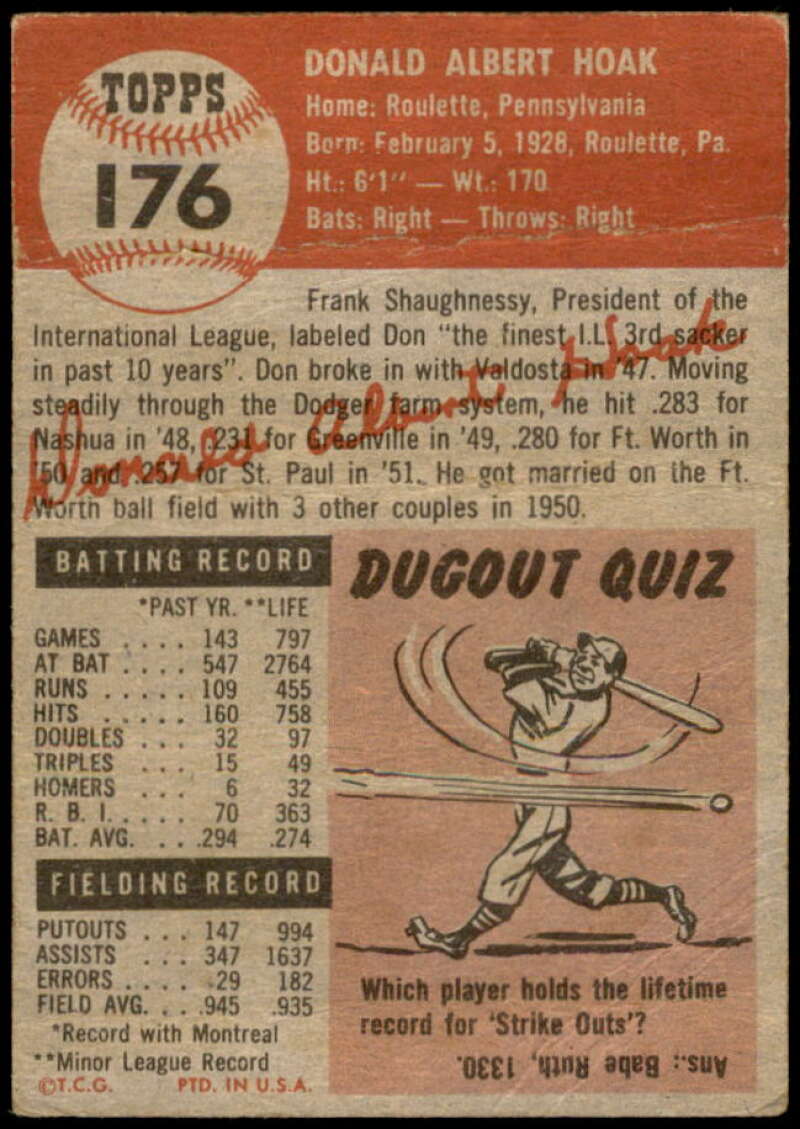 TOPPS
176
DONALD ALBERT HOAK
Home: Roulette, Pennsylvania
Born: February 5, 1928, Roulette, Pa.
Ht.: 6'1" — Wt.: 170
Bats: Right — Throws: Right
Frank Shaughnessy, President of the
International League, labeled Don "the finest I.L. 3rd sacker
in past 10 years". Don broke in with Valdosta in '47. Moving
steadily through the Dodger farm system, he hit .283 for
Nashua in '48, .231 for Greenville in '49, .280 for Ft. Worth in
'50 and .257 for St. Paul in '51. He got married on the Ft.
Worth ball field with 3 other couples in 1950.
Donald Albert Hoak
BATTING RECORD
*PAST YR. **LIFE
GAMES .... 143 797
AT BAT .... 547 2764
RUNS ..... 109 455
HITS ..... 160 758
DOUBLES ... 32 97
TRIPLES ... 15 49
HOMERS ... 6 32
R. B. I. .... 70 363
BAT. AVG. ... .294 .274
FIELDING RECORD
PUTOUTS ... 147 994
ASSISTS ... 347 1637
ERRORS .... 29 182
FIELD AVG. ... .945 .935
*Record with Montreal
**Minor League Record
©T.C.G. PTD. IN U.S.A.
DUGOUT QUIZ
Which player holds the lifetime
record for 'Strike Outs'?
Ans.: Babe Ruth, 1330.